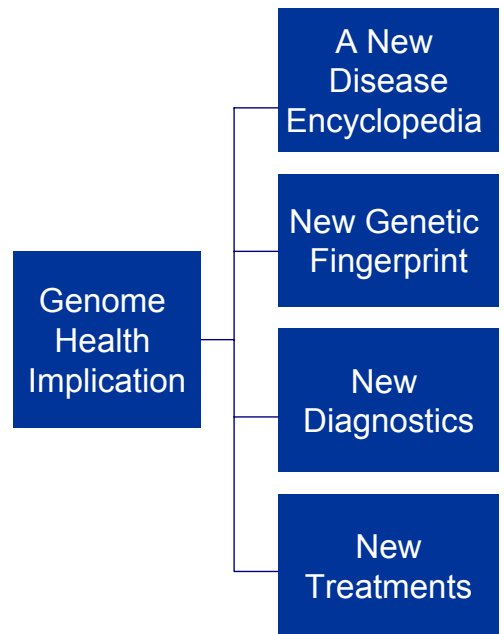 A New
Disease
Encyclopedia
New Genetic
Fingerprint
Genome
Health
Implication
New
Diagnostics
New
Treatments